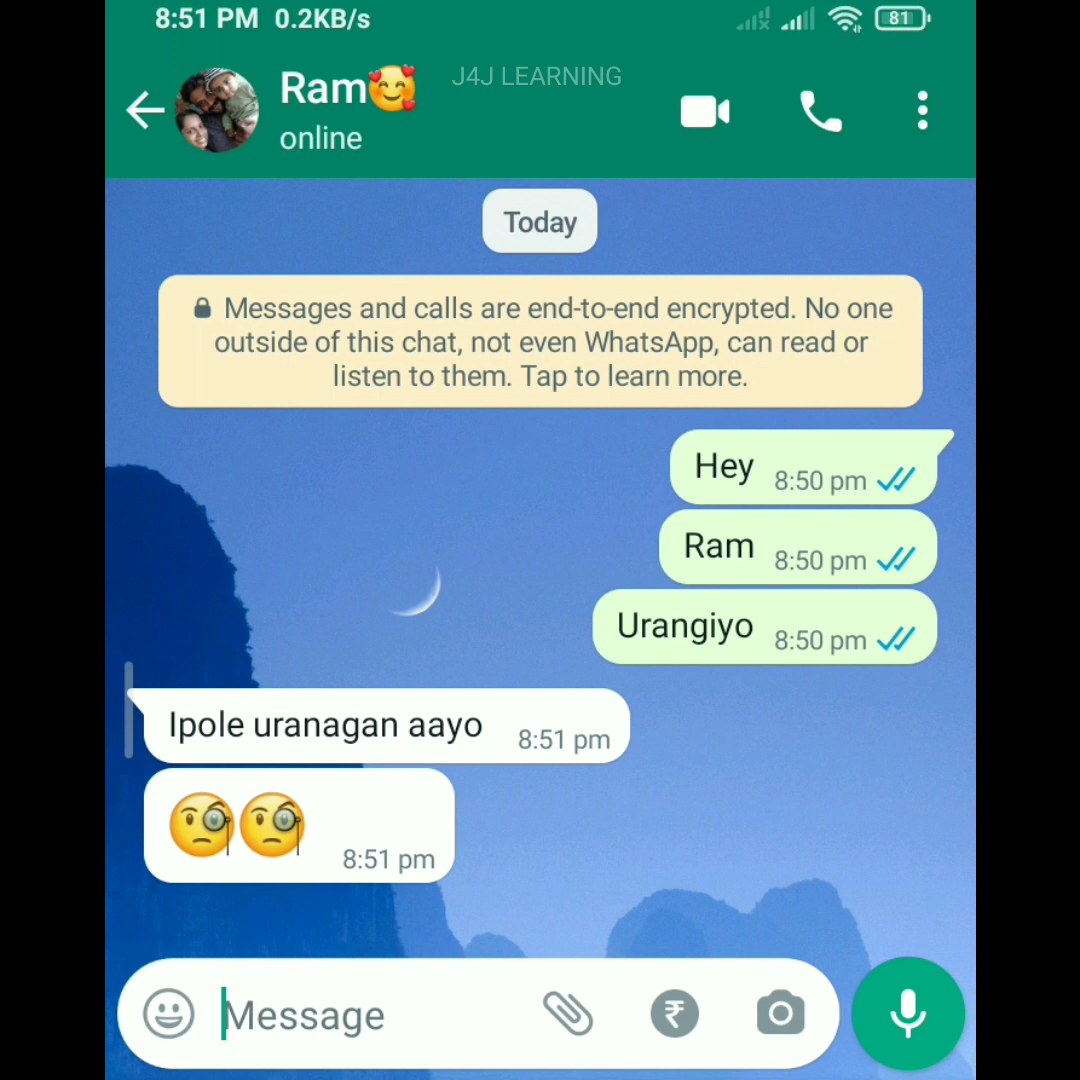 8:51 PM 0.2KB/s 81
Ram🥰 J4J LEARNING
online
Today
Messages and calls are end-to-end encrypted. No one
outside of this chat, not even WhatsApp, can read or
listen to them. Tap to learn more.
Hey 8:50 pm
Ram 8:50 pm
Urangiyo 8:50 pm
Ipole uranagan aayo 8:51 pm
🧐🧐 8:51 pm
Message ₹